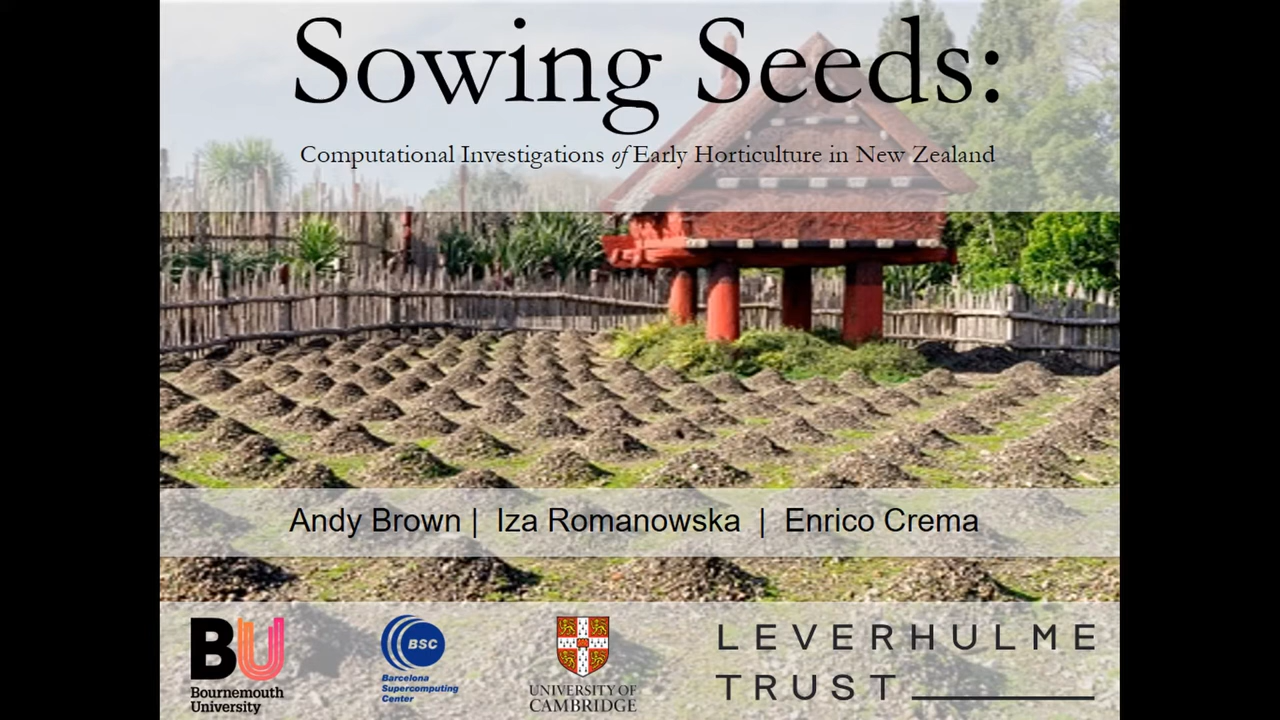 Sowing Seeds:
Computational Investigations of Early Horticulture in New Zealand
Andy Brown | Iza Romanowska | Enrico Crema
BU
Bournemouth
University
BSC
Barcelona
Supercomputing
Center
UNIVERSITY OF
CAMBRIDGE
LEVERHULME
TRUST